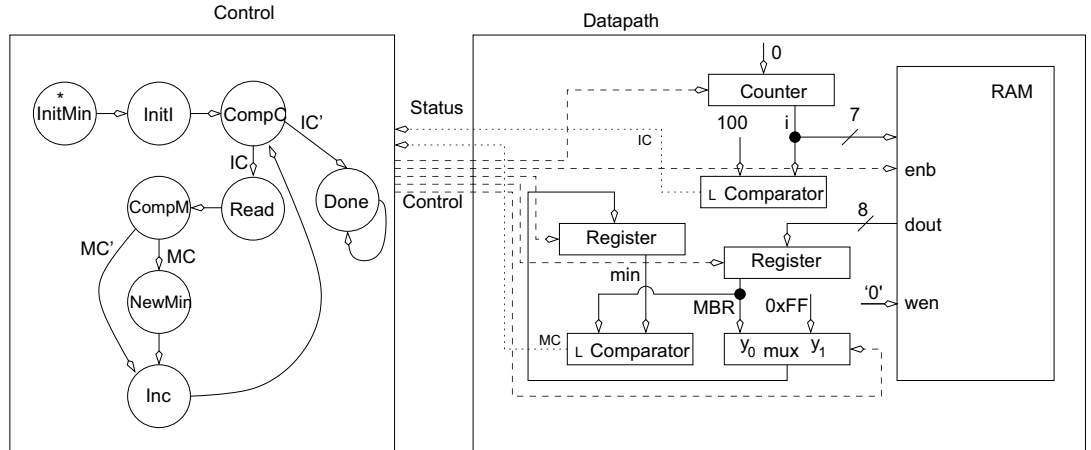 Control
Datapath
*
InitMin
InitI
CompC
IC'
IC
CompM
Read
Done
MC'
MC
NewMin
Inc
Status
Control
0
Counter
100
i
7
RAM
IC
L Comparator
enb
8
dout
Register
Register
min
MBR
0xFF
'0'
wen
MC
L Comparator
y0 mux y1